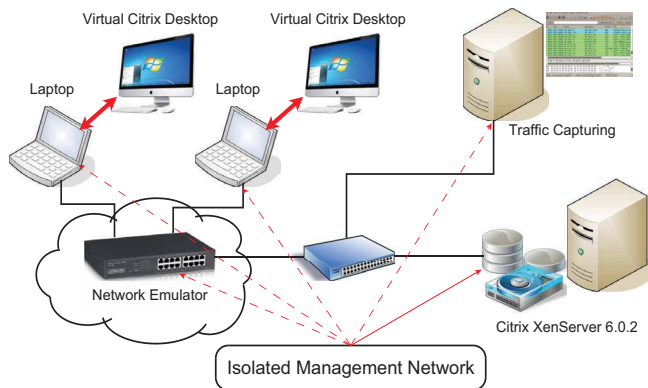 Virtual Citrix Desktop
Virtual Citrix Desktop
Laptop
Laptop
Traffic Capturing
Network Emulator
Citrix XenServer 6.0.2
Isolated Management Network